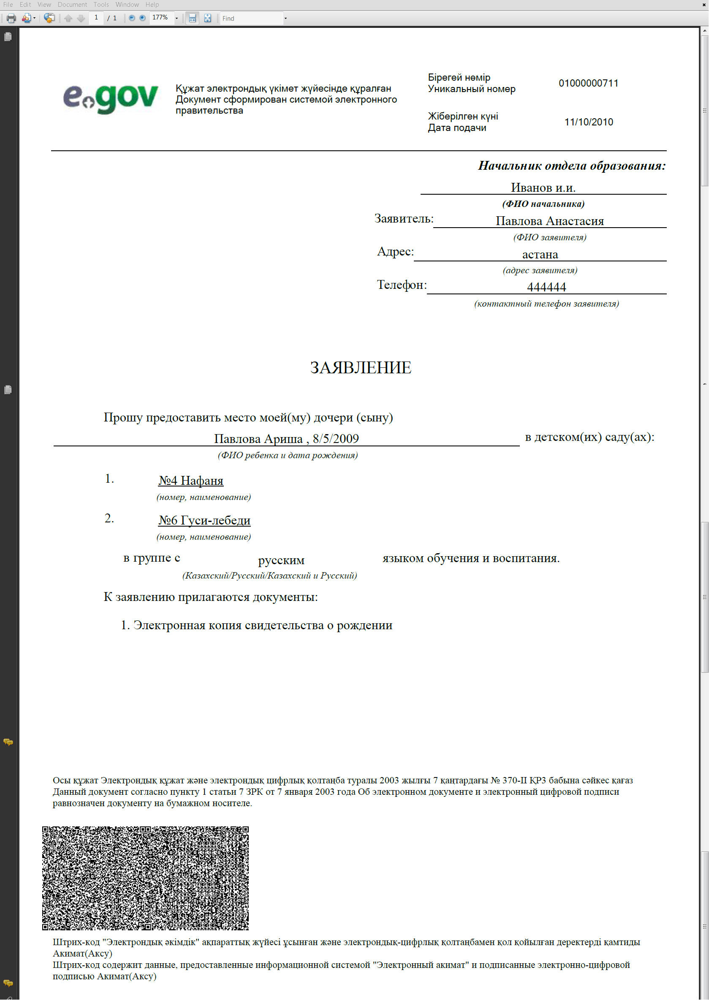 File Edit View Document Tools Window Help
1 / 1 177% Find
e.gov
Құжат электрондық үкімет жүйесінде құралған
Документ сформирован системой электронного
правительства
Бірегей нөмір
Уникальный номер
01000000711
Жіберілген күні
Дата подачи
11/10/2010
Начальник отдела образования:
Иванов и.и.
(ФИО начальника)
Заявитель: Павлова Анастасия
(ФИО заявителя)
Адрес: астана
(адрес заявителя)
Телефон: 444444
(контактный телефон заявителя)
ЗАЯВЛЕНИЕ
Прошу предоставить место моей(му) дочери (сыну)
Павлова Ариша , 8/5/2009 в детском(их) саду(ах):
(ФИО ребенка и дата рождения)
1. №4 Нафаня
(номер, наименование)
2. №6 Гуси-лебеди
(номер, наименование)
в группе с русским языком обучения и воспитания.
(Казахский/Русский/Казахский и Русский)
К заявлению прилагаются документы:
1. Электронная копия свидетельства о рождении
Осы құжат Электрондық құжат және электрондық цифрлық қолтаңба туралы 2003 жылғы 7 қаңтардағы № 370-II ҚРЗ бабына сәйкес қағаз
Данный документ согласно пункту 1 статьи 7 ЗРК от 7 января 2003 года Об электронном документе и электронный цифровой подписи
равнозначен документу на бумажном носителе.
Штрих-код "Электрондық әкімдік" ақпараттық жүйесі ұсынған және электрондық-цифрлық қолтаңбамен қол қойылған деректерді қамтиды
Акимат(Аксу)
Штрих-код содержит данные, предоставленные информационной системой "Электронный акимат" и подписанные электронно-цифровой
подписью Акимат(Аксу)